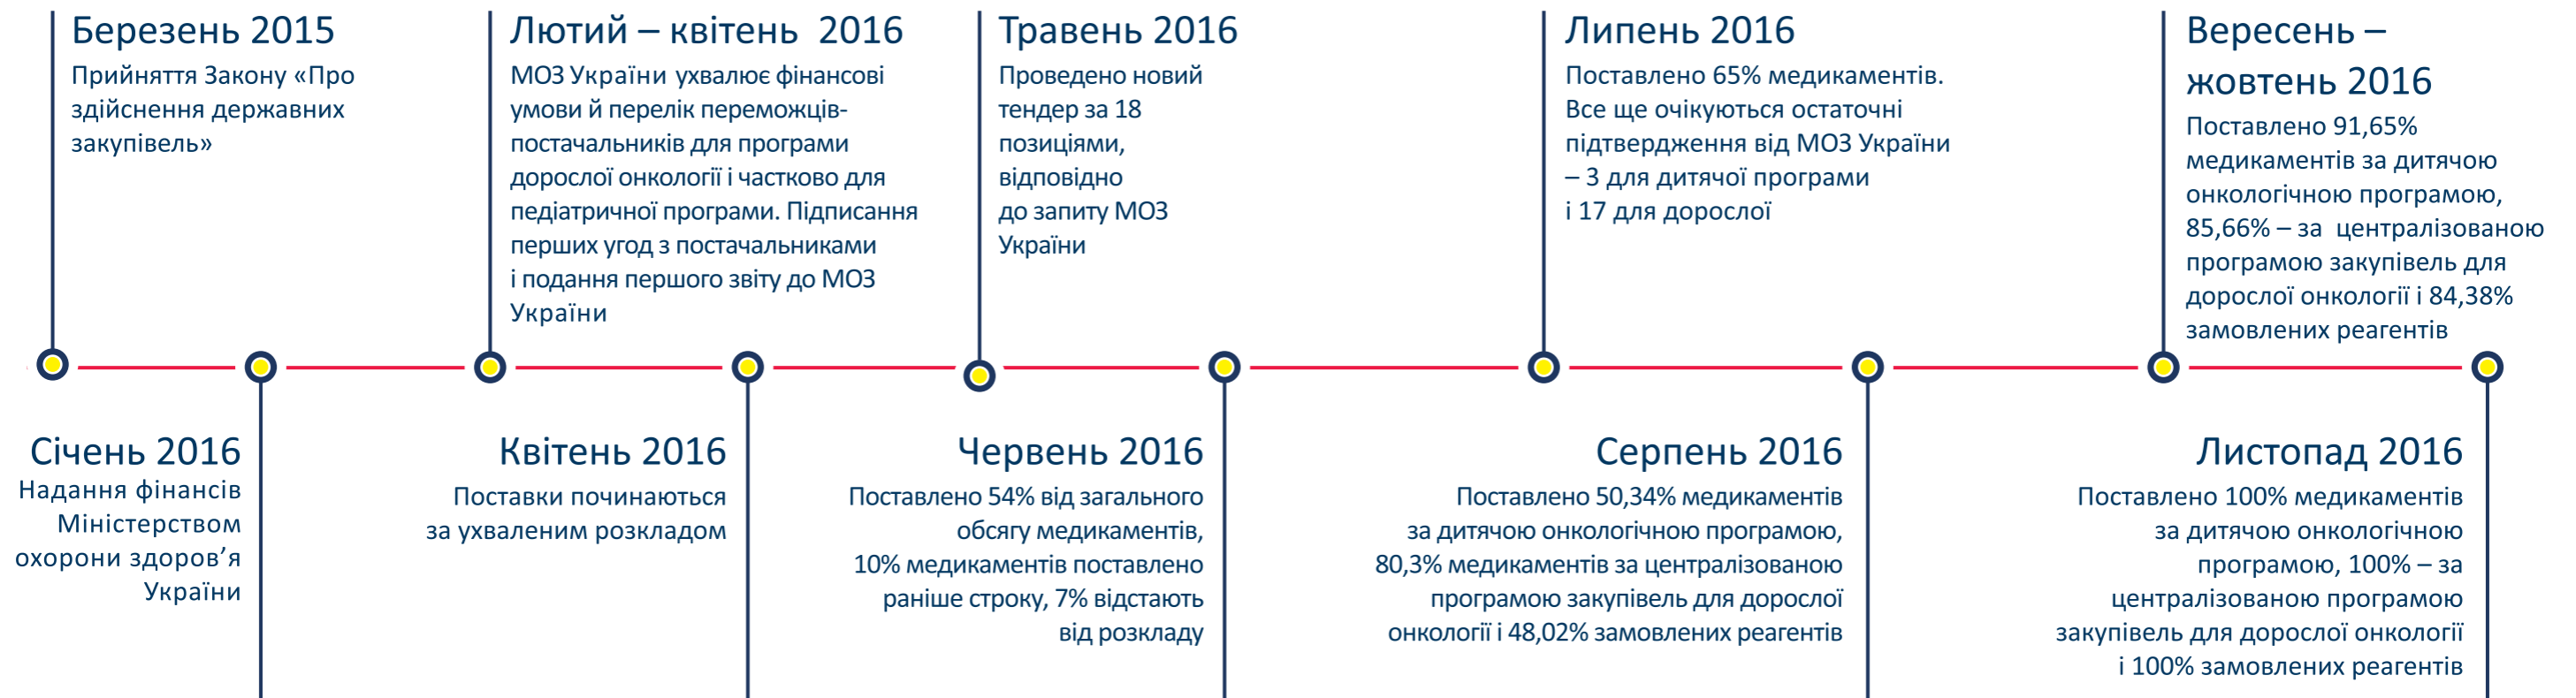 Березень 2015
Прийняття Закону «Про
здійснення державних
закупівель»
Лютий – квітень 2016
МОЗ України ухвалює фінансові
умови й перелік переможців-
постачальників для програми
дорослої онкології і частково для
педіатричної програми. Підписання
перших угод з постачальниками
і подання першого звіту до МОЗ
України
Травень 2016
Проведено новий
тендер за 18
позиціями,
відповідно
до запиту МОЗ
України
Липень 2016
Поставлено 65% медикаментів.
Все ще очікуються остаточні
підтвердження від МОЗ України
– 3 для дитячої програми
і 17 для дорослої
Вересень –
жовтень 2016
Поставлено 91,65%
медикаментів за дитячою
онкологічною програмою,
85,66% – за централізованою
програмою закупівель для
дорослої онкології і 84,38%
замовлених реагентів
Січень 2016
Надання фінансів
Міністерством
охорони здоров’я
України
Квітень 2016
Поставки починаються
за ухваленим розкладом
Червень 2016
Поставлено 54% від загального
обсягу медикаментів,
10% медикаментів поставлено
раніше строку, 7% відстають
від розкладу
Серпень 2016
Поставлено 50,34% медикаментів
за дитячою онкологічною програмою,
80,3% медикаментів за централізованою
програмою закупівель для дорослої
онкології і 48,02% замовлених реагентів
Листопад 2016
Поставлено 100% медикаментів
за дитячою онкологічною
програмою, 100% – за
централізованою програмою
закупівель для дорослої онкології
і 100% замовлених реагентів